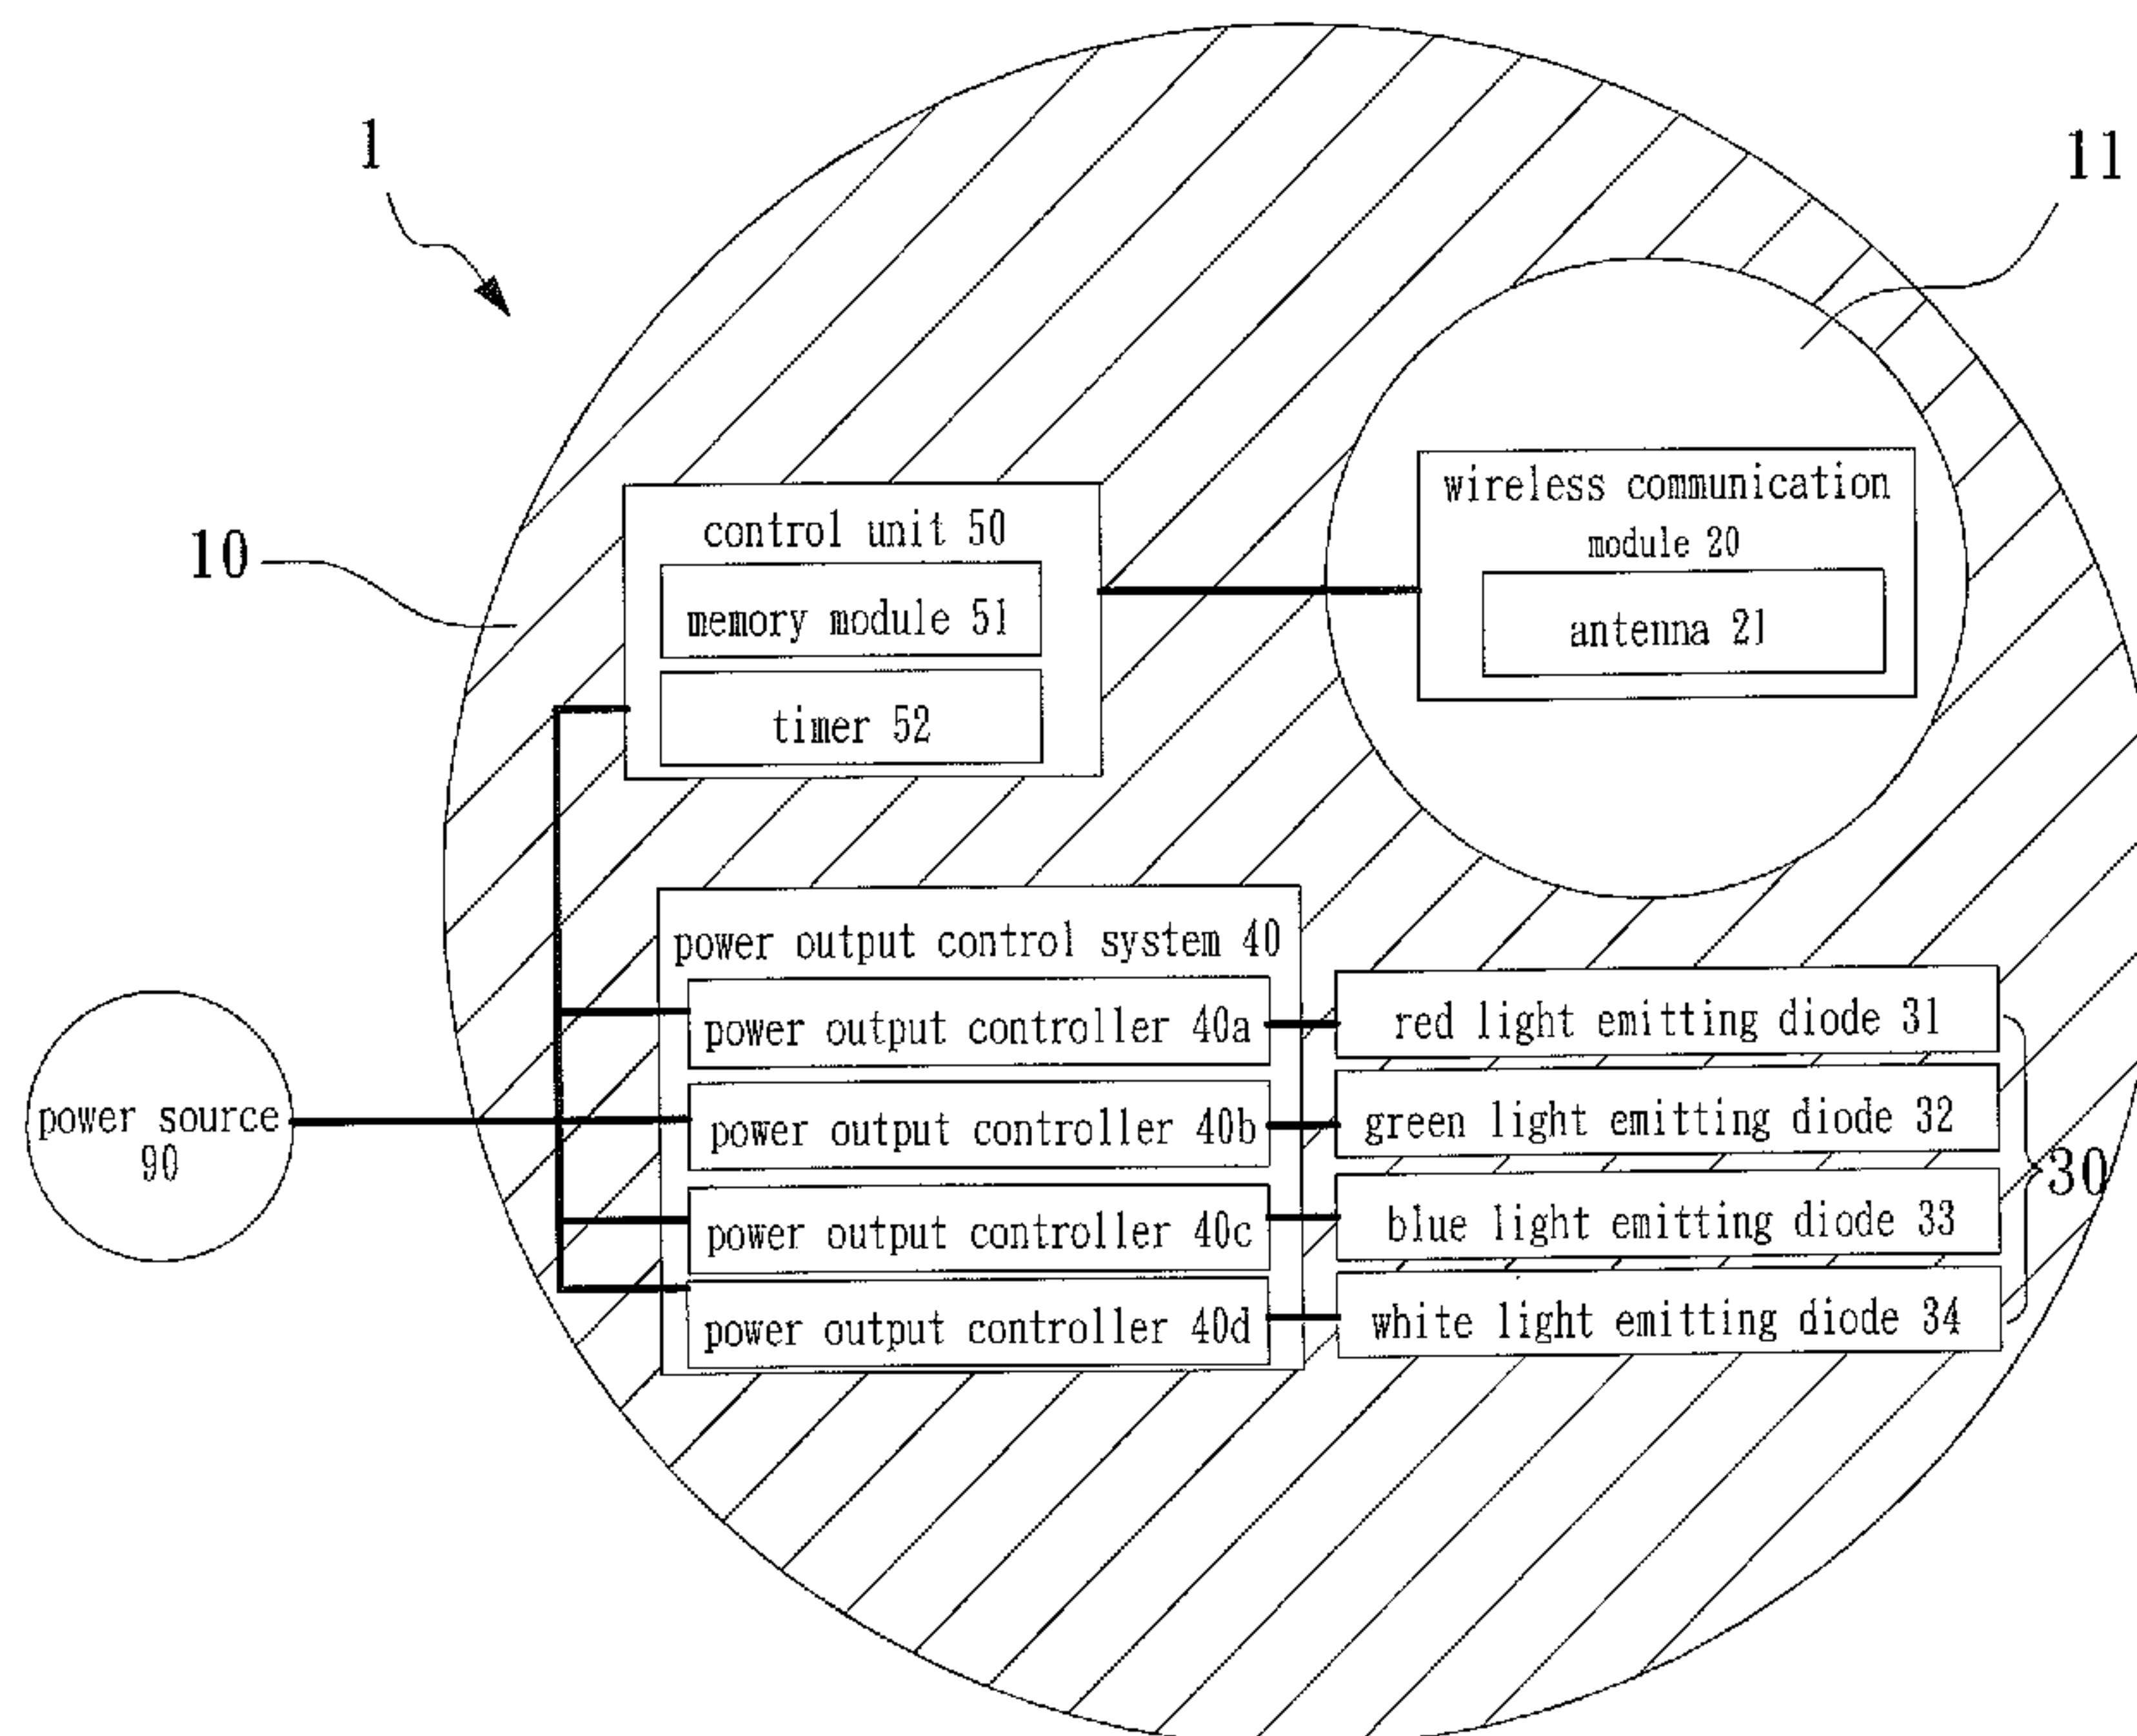 1
11
10
control unit 50
memory module 51
timer 52
wireless communication
module 20
antenna 21
power source
90
power output control system 40
power output controller 40a
power output controller 40b
power output controller 40c
power output controller 40d
red light emitting diode 31
green light emitting diode 32
blue light emitting diode 33
white light emitting diode 34
30